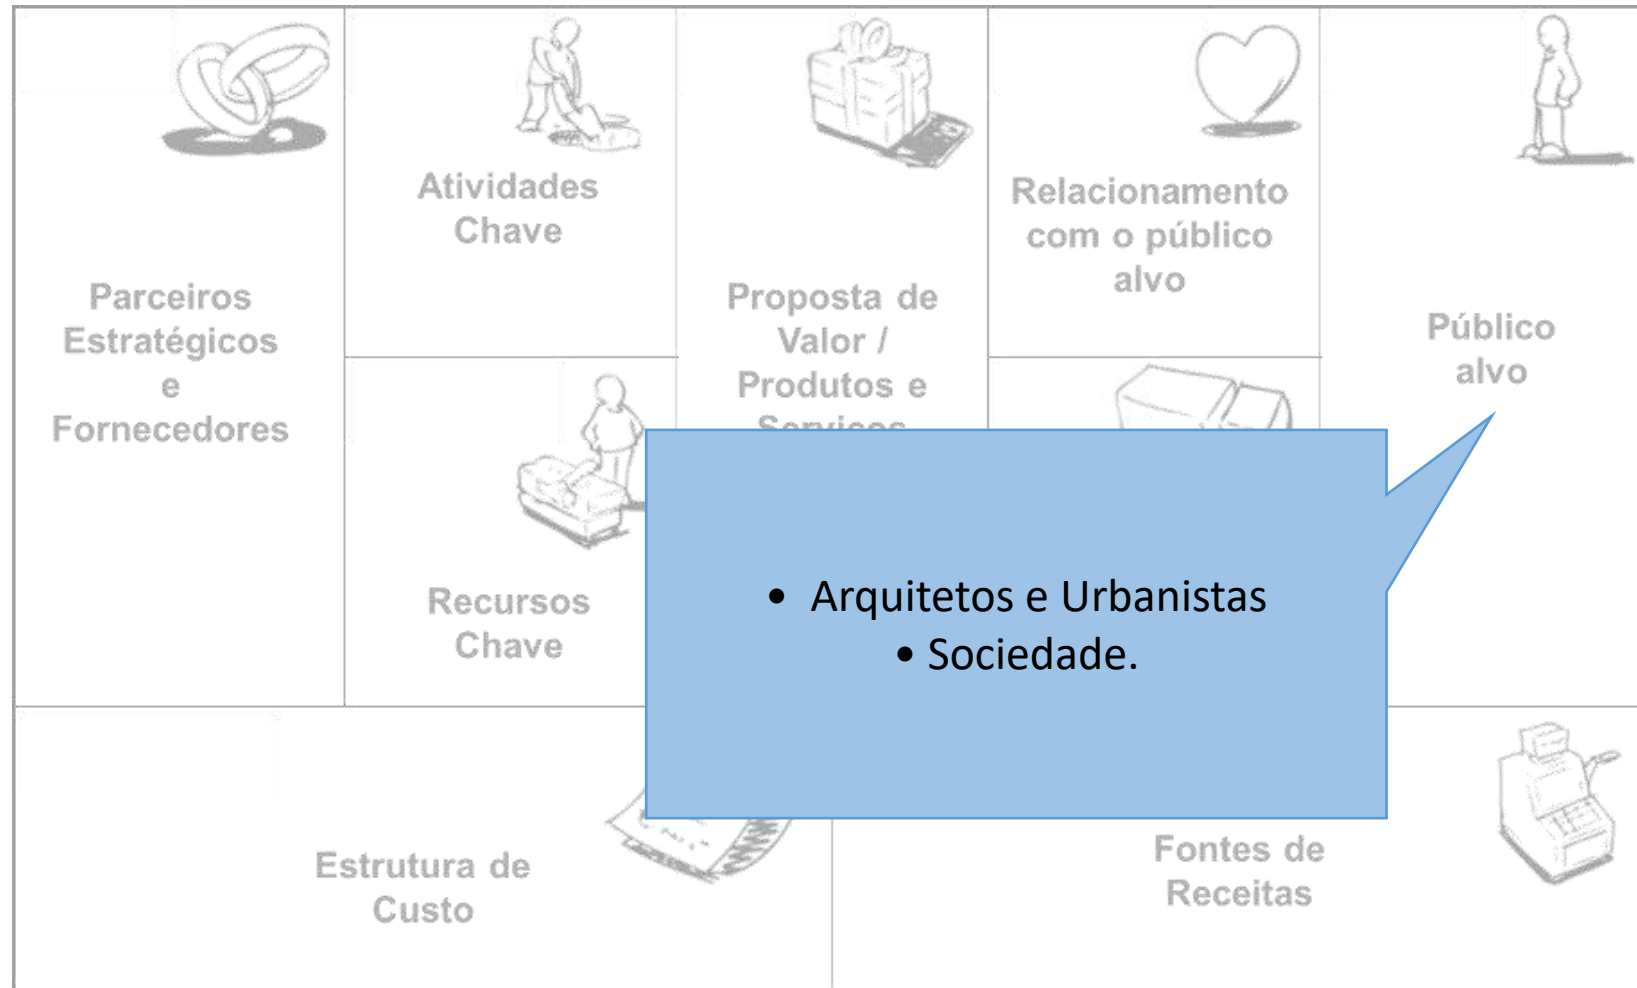 Parceiros
Estratégicos
e
Fornecedores
Atividades
Chave
Recursos
Chave
Proposta de
Valor /
Produtos e
Serviços
Relacionamento
com o público
alvo
Público
alvo
• Arquitetos e Urbanistas
• Sociedade.
Estrutura de
Custo
Fontes de
Receitas